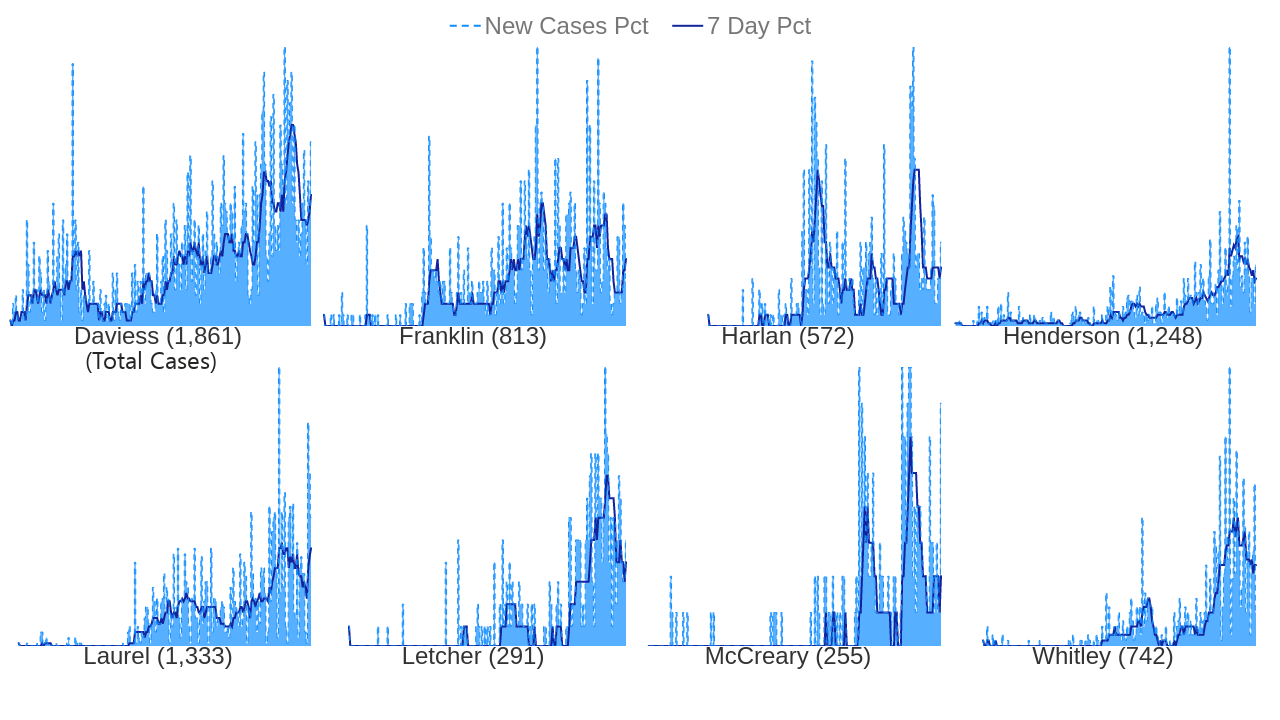 New Cases Pct 7 Day Pct
Daviess (1,861) Franklin (813) Harlan (572) Henderson (1,248)
(Total Cases)
Laurel (1,333) Letcher (291) McCreary (255) Whitley (742)